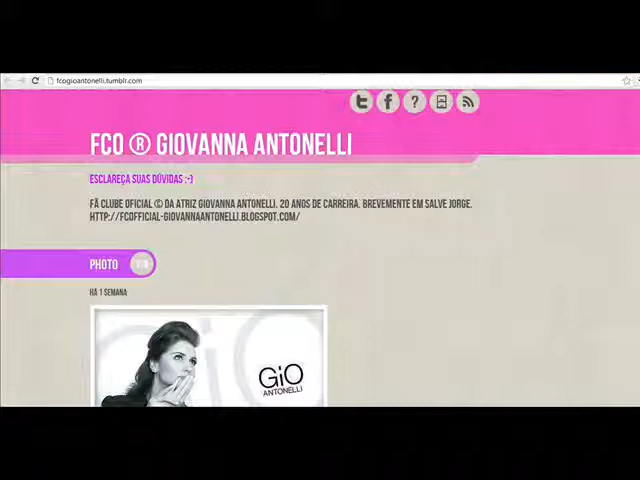 fcogioantonelli.tumblr.com
FCO ® GIOVANNA ANTONELLI
ESCLAREÇA SUAS DÚVIDAS :-)
FÃ CLUBE OFICIAL © DA ATRIZ GIOVANNA ANTONELLI. 20 ANOS DE CARREIRA. BREVEMENTE EM SALVE JORGE.
HTTP://FCOFFICIAL-GIOVANNAANTONELLI.BLOGSPOT.COM/
PHOTO
HÁ 1 SEMANA
GiO
ANTONELLI